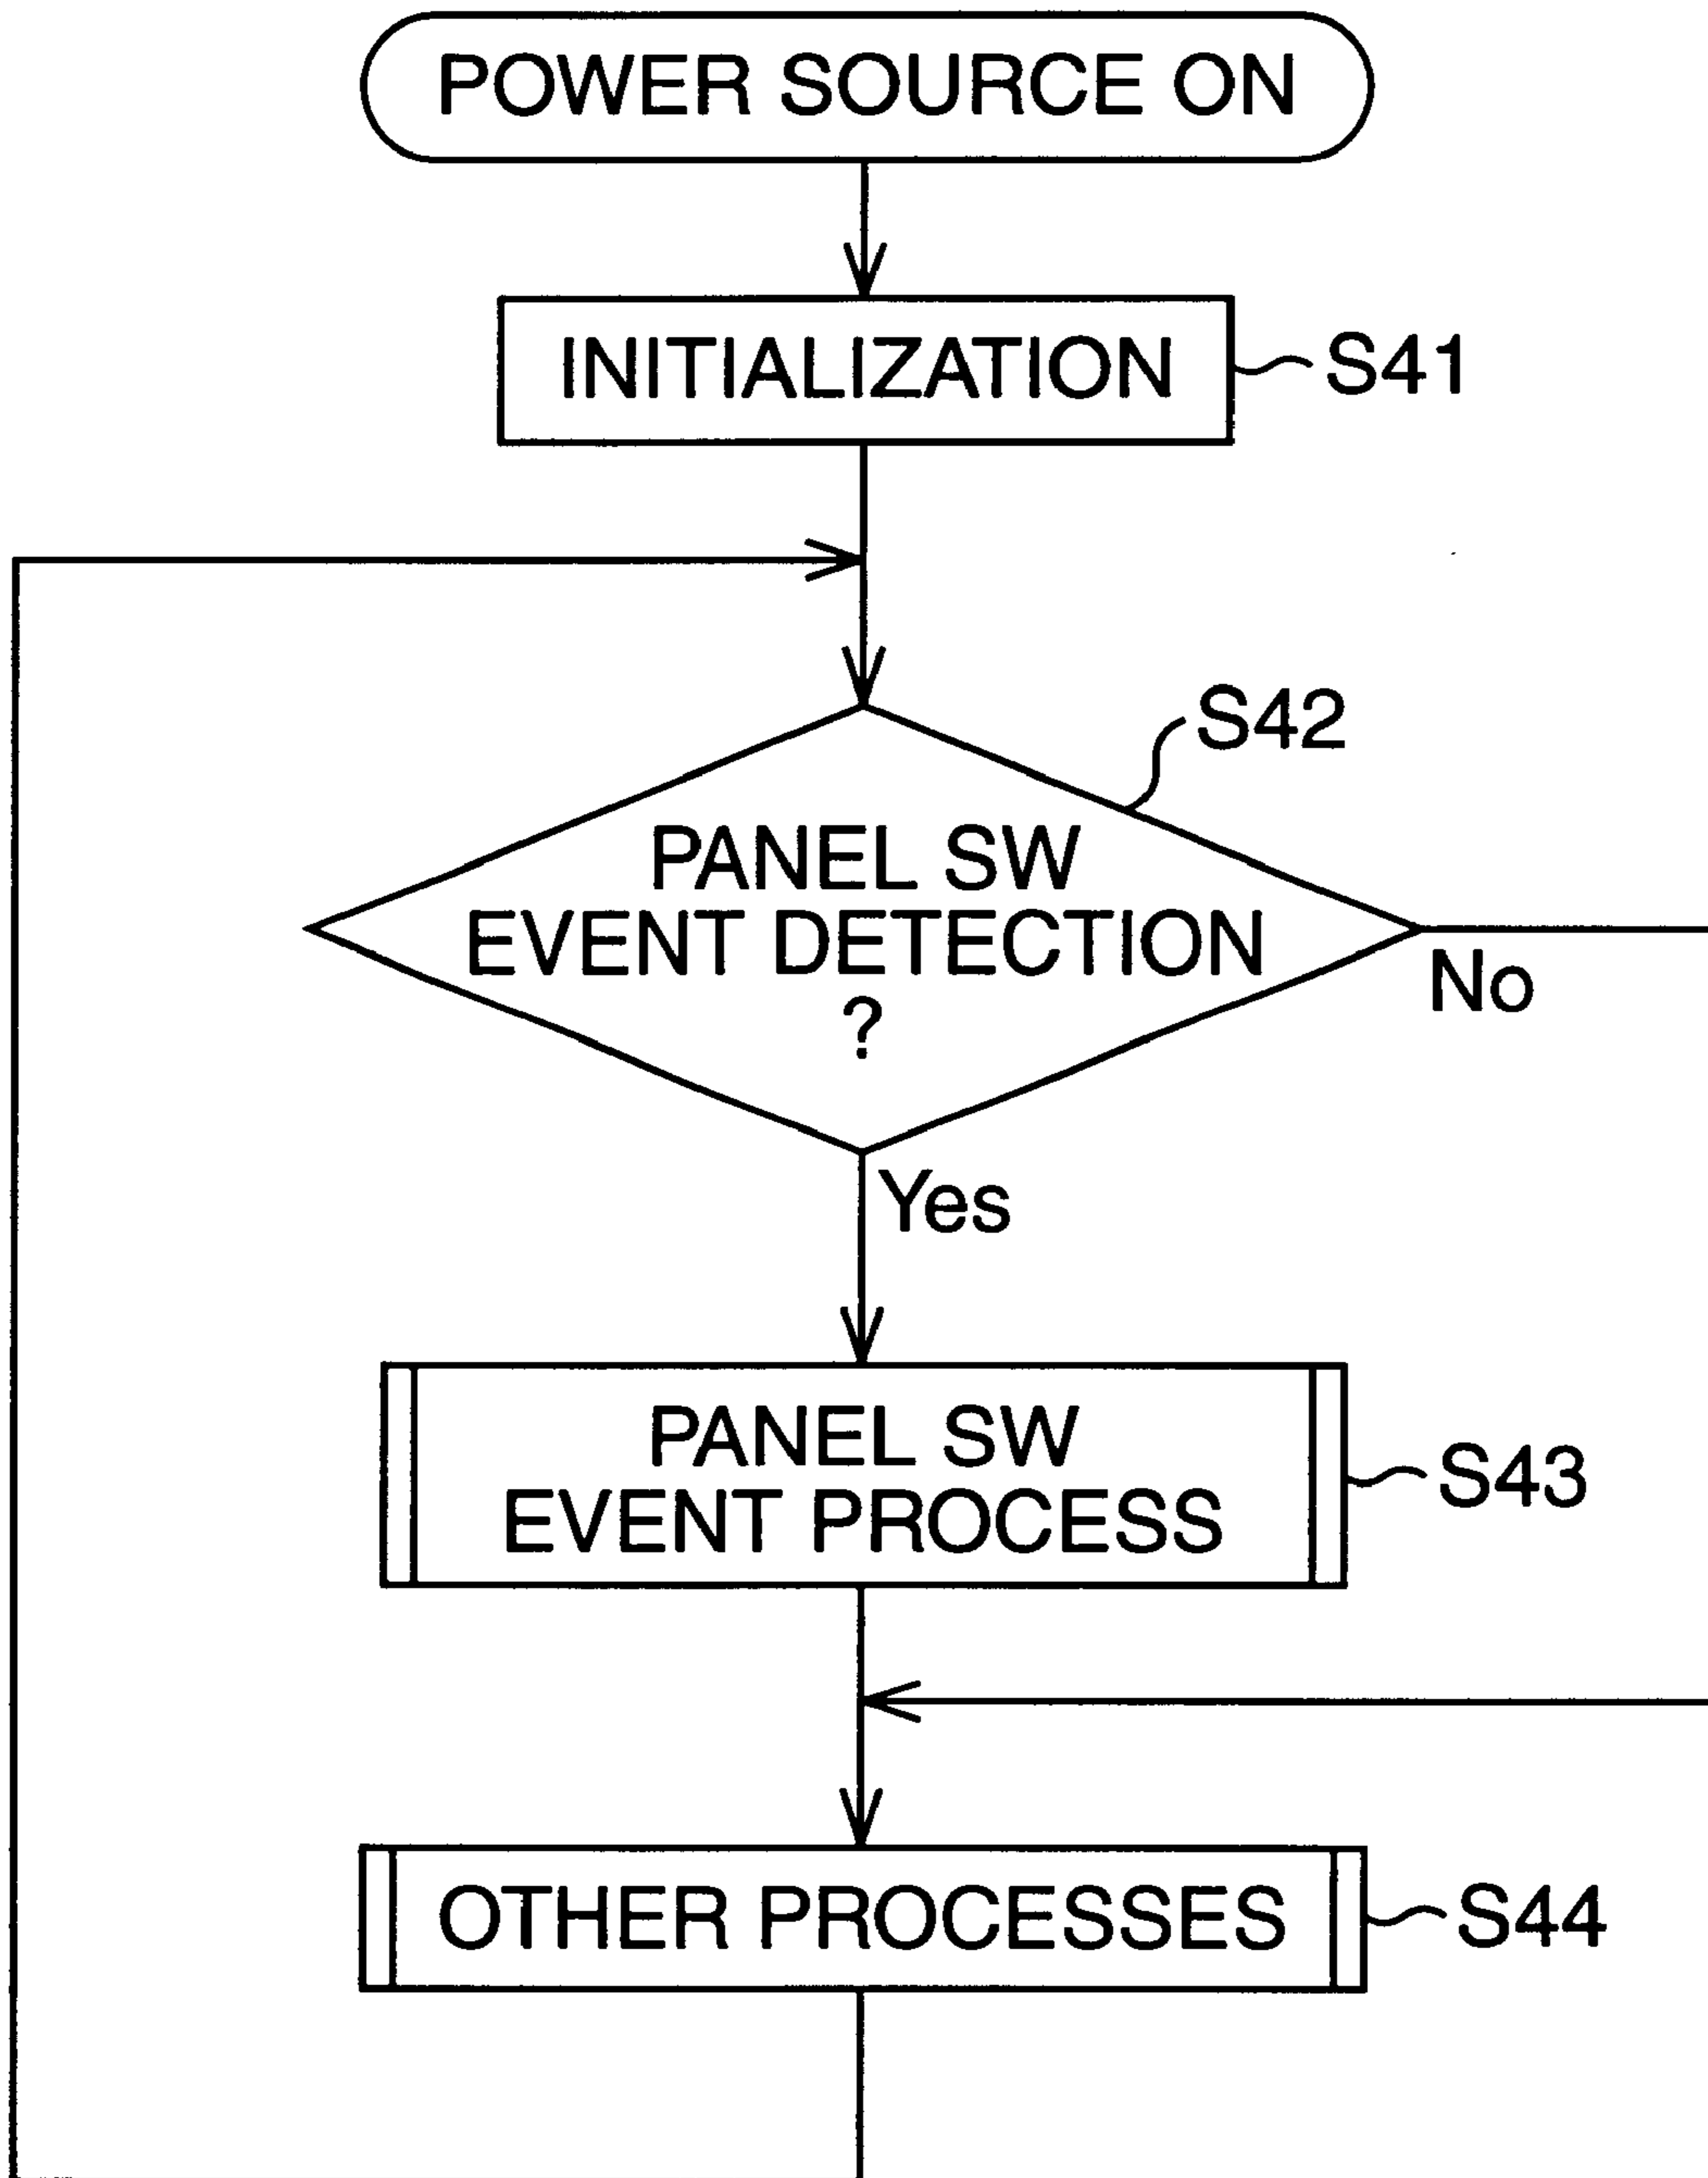 POWER SOURCE ON
INITIALIZATION
S41
S42
PANEL SW
EVENT DETECTION
?
No
Yes
PANEL SW
EVENT PROCESS
S43
OTHER PROCESSES
S44